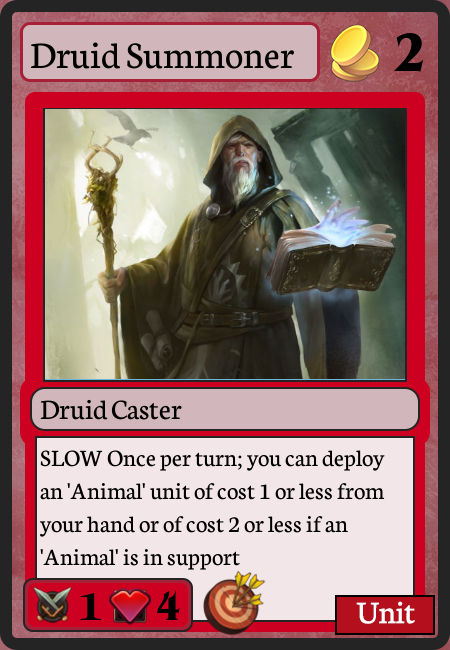 Druid Summoner 2
Druid Caster
SLOW Once per turn; you can deploy
an 'Animal' unit of cost 1 or less from
your hand or of cost 2 or less if an
'Animal' is in support
1 4
Unit